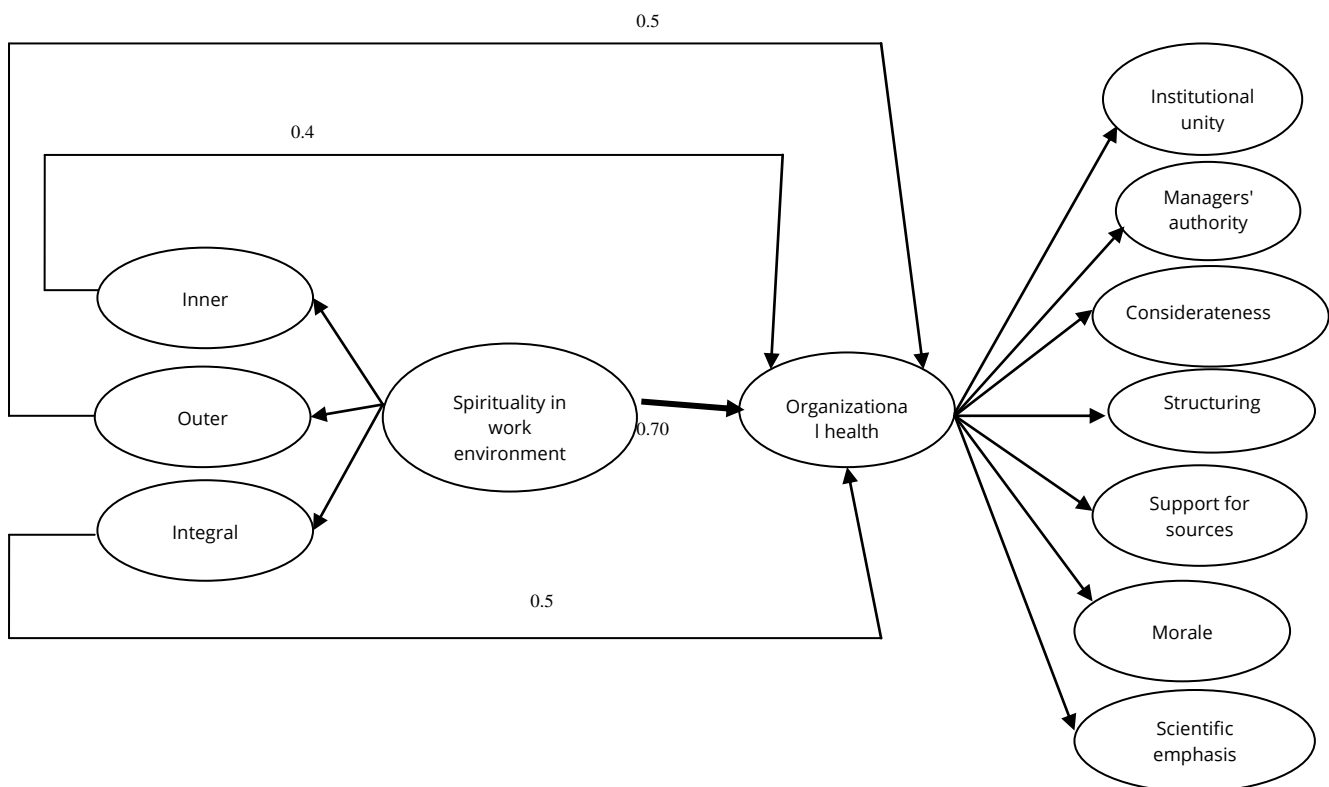 0.5
0.4
Institutional
unity
Managers'
authority
Considerateness
Inner
Outer
Integral
Spirituality in
work
environment
0.70
Organizationa
l health
Structuring
Support for
sources
0.5
Morale
Scientific
emphasis